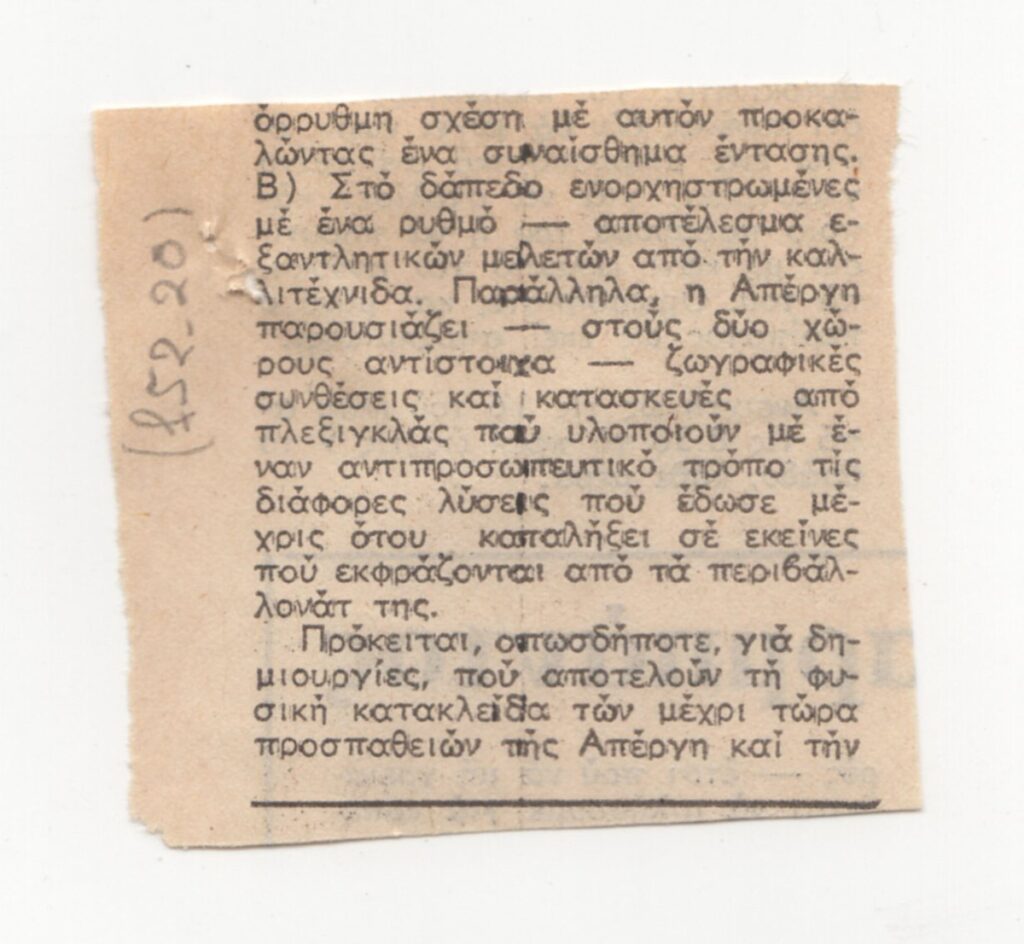 όρρυθμη σχέση μέ αυτόν προκα-
λώντας ένα συναίσθημα έντασης.
Β) Στό δάπεδο ενορχηστρωμένες
μέ ένα ρυθμό — αποτέλεσμα ε-
ξαντλητικών μελετών από τήν καλ-
λιτέχνιδα. Παράλληλα, η Απέργη
παρουσιάζει — στούς δύο χώ-
ρους αντίστοιχα — ζωγραφικές
συνθέσεις καί κατασκευές από
πλεξιγκλάς πού υλοποιούν μέ έ-
ναν αντιπροσωπευτικό τρόπο τίς
διάφορες λύσεις πού έδωσε μέ-
χρις ότου καταλήξει σέ εκείνες
πού εκφράζονται από τά περιβάλ-
λονάτ της.
Πρόκειται, οπωσδήποτε, γιά δη-
μιουργίες, πού αποτελούν τή φυ-
σική κατακλείδα τών μέχρι τώρα
προσπαθειών τής Απέργη καί τήν